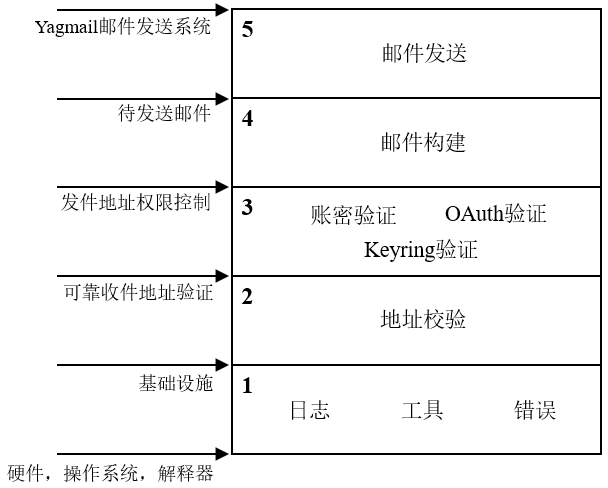 Yagmail邮件发送系统
5
邮件发送
待发送邮件
4
邮件构建
发件地址权限控制
3
账密验证 OAuth验证
Keyring验证
可靠收件地址验证
2
地址校验
基础设施
1
日志 工具 错误
硬件，操作系统，解释器